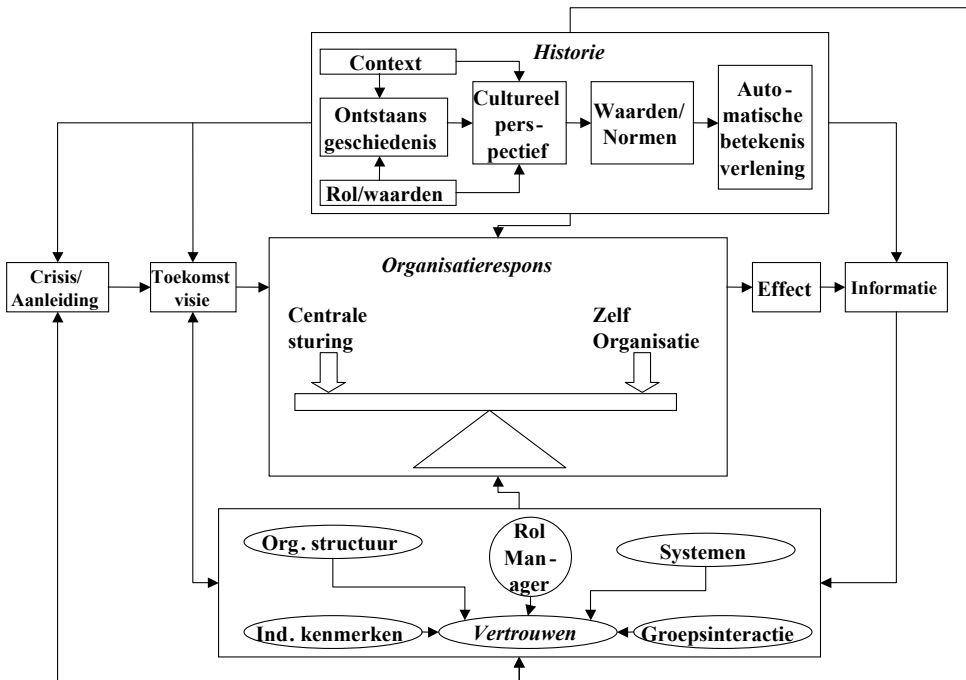 Historie
Context
Ontstaans
geschiedenis
Rol/waarden
Cultureel
pers-
pectief
Waarden/
Normen
Auto-
matische
betekenis
verlening
Crisis/
Aanleiding
Toekomst
visie
Organisatierespons
Centrale
sturing
Zelf
Organisatie
Effect
Informatie
Org. structuur
Rol
Man-
ager
Systemen
Ind. kenmerken
Vertrouwen
Groepsinteractie